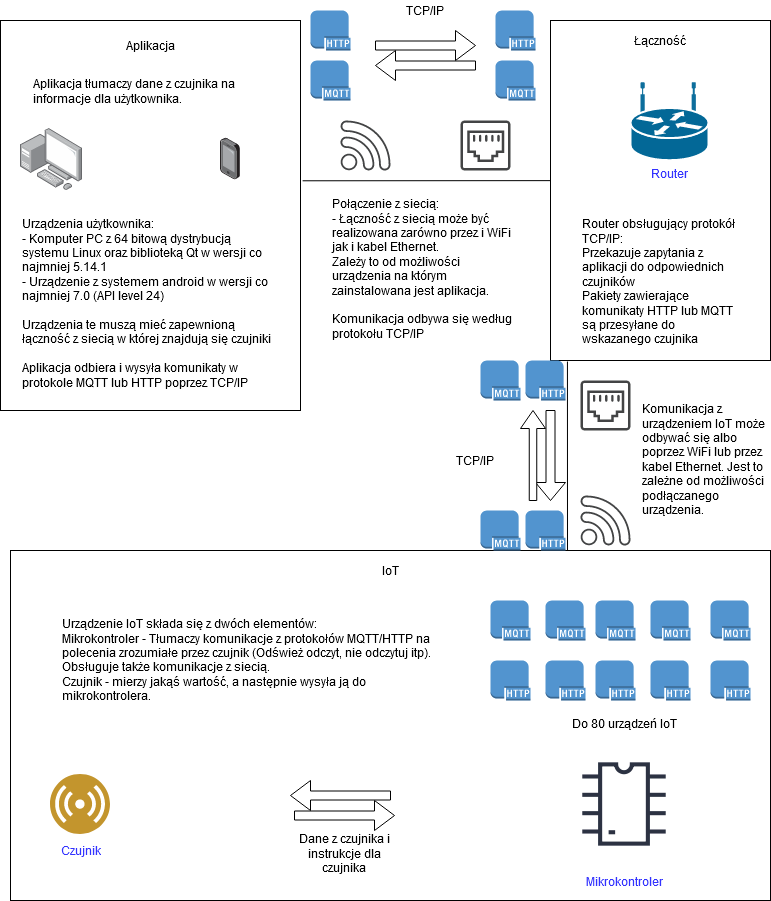 Aplikacja
Aplikacja tłumaczy dane z czujnika na
informacje dla użytkownika.
Urządzenia użytkownika:
- Komputer PC z 64 bitową dystrybucją
systemu Linux oraz biblioteką Qt w wersji co
najmniej 5.14.1
- Urządzenie z systemem android w wersji co
najmniej 7.0 (API level 24)
Urządzenia te muszą mieć zapewnioną
łączność z siecią w której znajdują się czujniki
Aplikacja odbiera i wysyła komunikaty w
protokole MQTT lub HTTP poprzez TCP/IP
TCP/IP
HTTP
HTTP
MQTT
MQTT
Połączenie z siecią:
- Łączność z siecią może być
realizowana zarówno przez i WiFi
jak i kabel Ethernet.
Zależy to od możliwości
urządzenia na którym
zainstalowana jest aplikacja.
Komunikacja odbywa się według
protokołu TCP/IP
Łączność
Router
Router obsługujący protokół
TCP/IP:
Przekazuje zapytania z
aplikacji do odpowiednich
czujników
Pakiety zawierające
komunikaty HTTP lub MQTT
są przesyłane do
wskazanego czujnika
MQTT
HTTP
TCP/IP
MQTT
HTTP
Komunikacja z
urządzeniem IoT może
odbywać się albo
poprzez WiFi lub przez
kabel Ethernet. Jest to
zależne od możliwości
podłączanego
urządzenia.
IoT
Urządzenie IoT składa się z dwóch elementów:
Mikrokontroler - Tłumaczy komunikacje z protokołów MQTT/HTTP na
polecenia zrozumiałe przez czujnik (Odśwież odczyt, nie odczytuj itp).
Obsługuje także komunikacje z siecią.
Czujnik - mierzy jakąś wartość, a następnie wysyła ją do
mikrokontrolera.
MQTT MQTT MQTT MQTT MQTT
HTTP HTTP HTTP HTTP HTTP
Do 80 urządzeń IoT
Czujnik
Dane z czujnika i
instrukcje dla
czujnika
Mikrokontroler